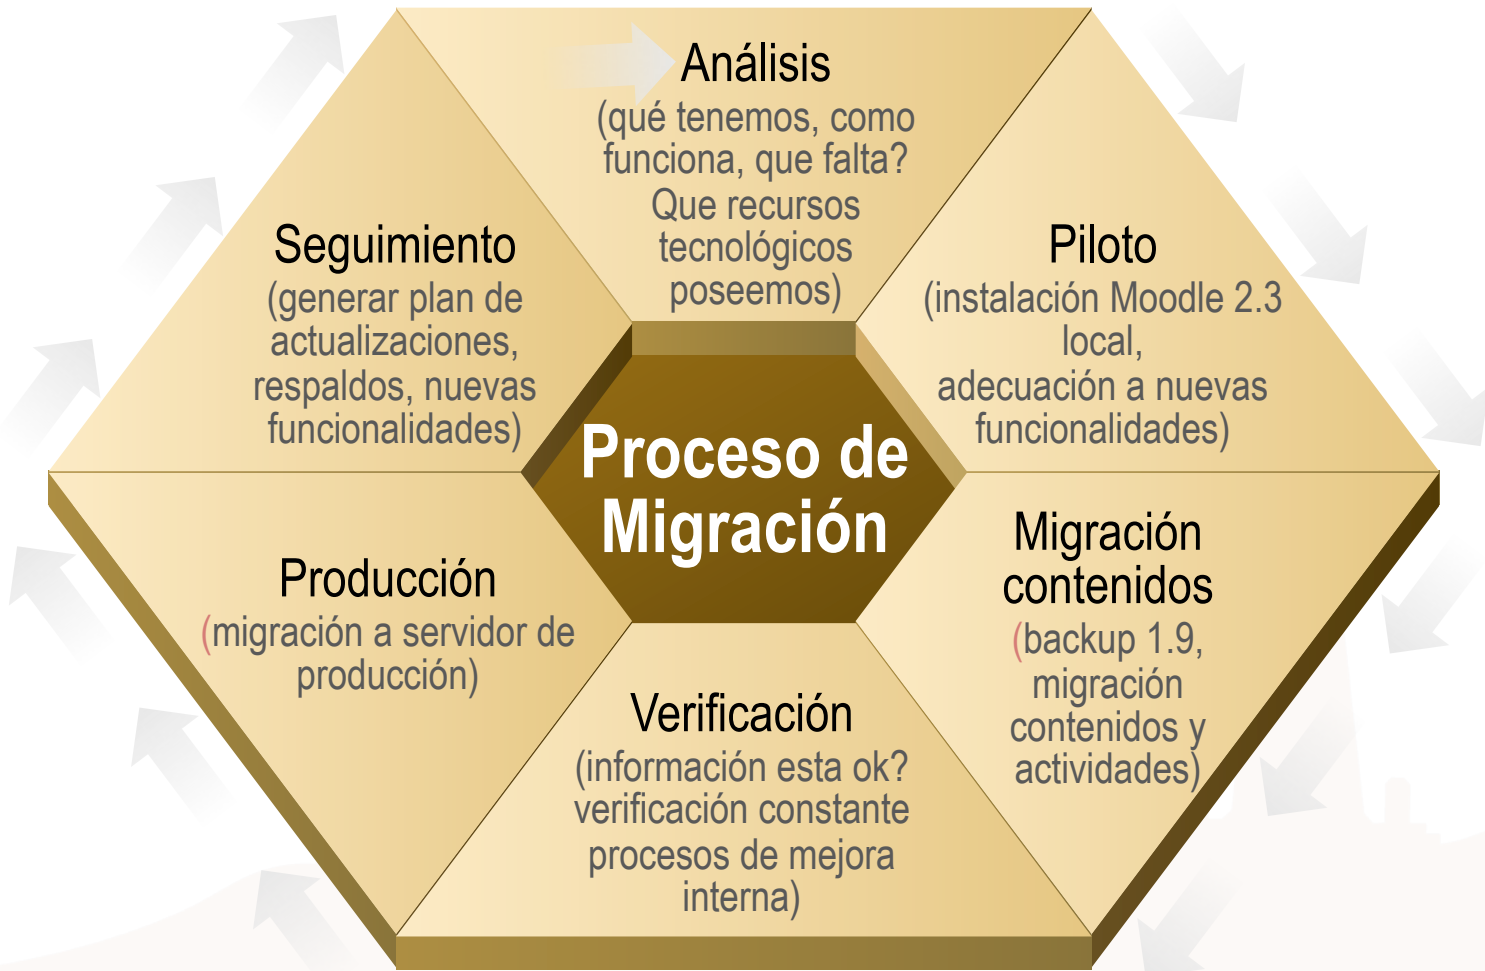 Análisis
(qué tenemos, como
funciona, que falta?
Que recursos
tecnológicos
poseemos)
Piloto
(instalación Moodle 2.3
local,
adecuación a nuevas
funcionalidades)
Migración
contenidos
(backup 1.9,
migración
contenidos y
actividades)
Verificación
(información esta ok?
verificación constante
procesos de mejora
interna)
Producción
(migración a servidor de
producción)
Seguimiento
(generar plan de
actualizaciones,
respaldos, nuevas
funcionalidades)
Proceso de
Migración